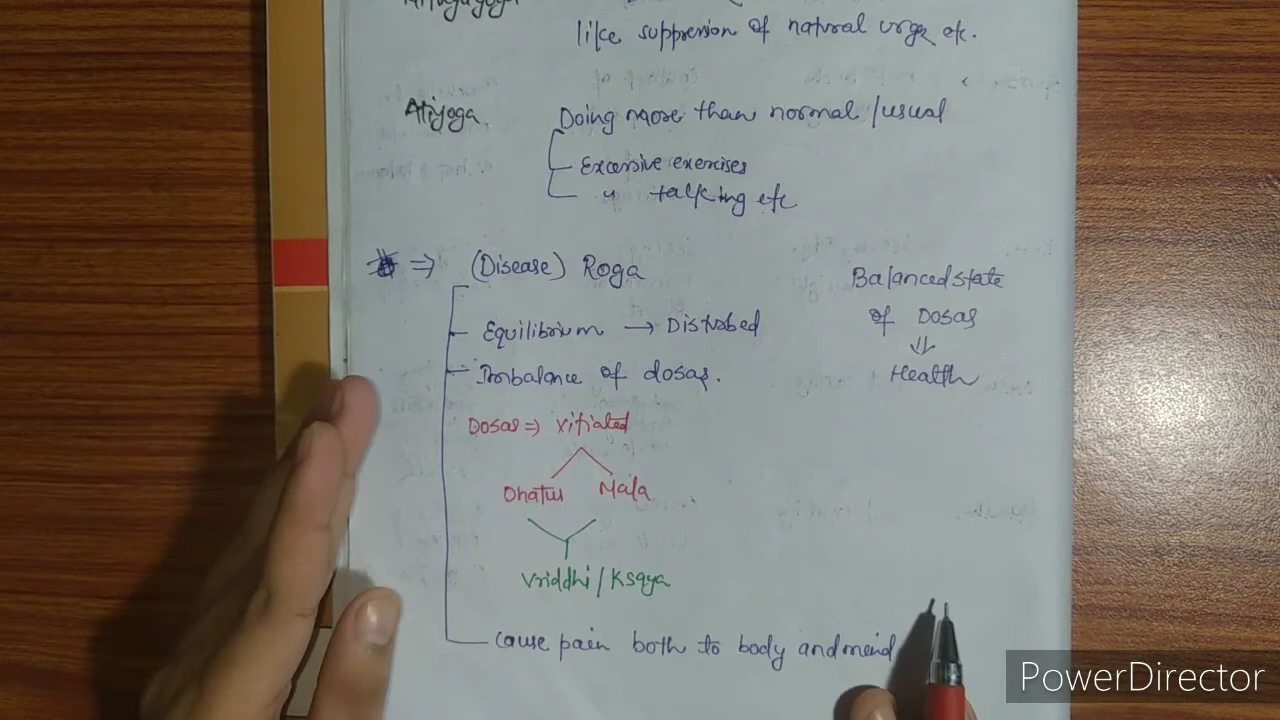 like suppression of natural urge etc.
Atiyoga Doing more than normal / usual
Excessive exercises
" talking etc
⇒ (Disease) Roga
Equilibrium → Disturbed
Imbalance of dosas.
Balanced state
of Dosas
⇓
Health
Dosas ⇒ Vitiated
Dhatu Mala
Vriddhi / Ksaya
cause pain both to body and mind
PowerDirector